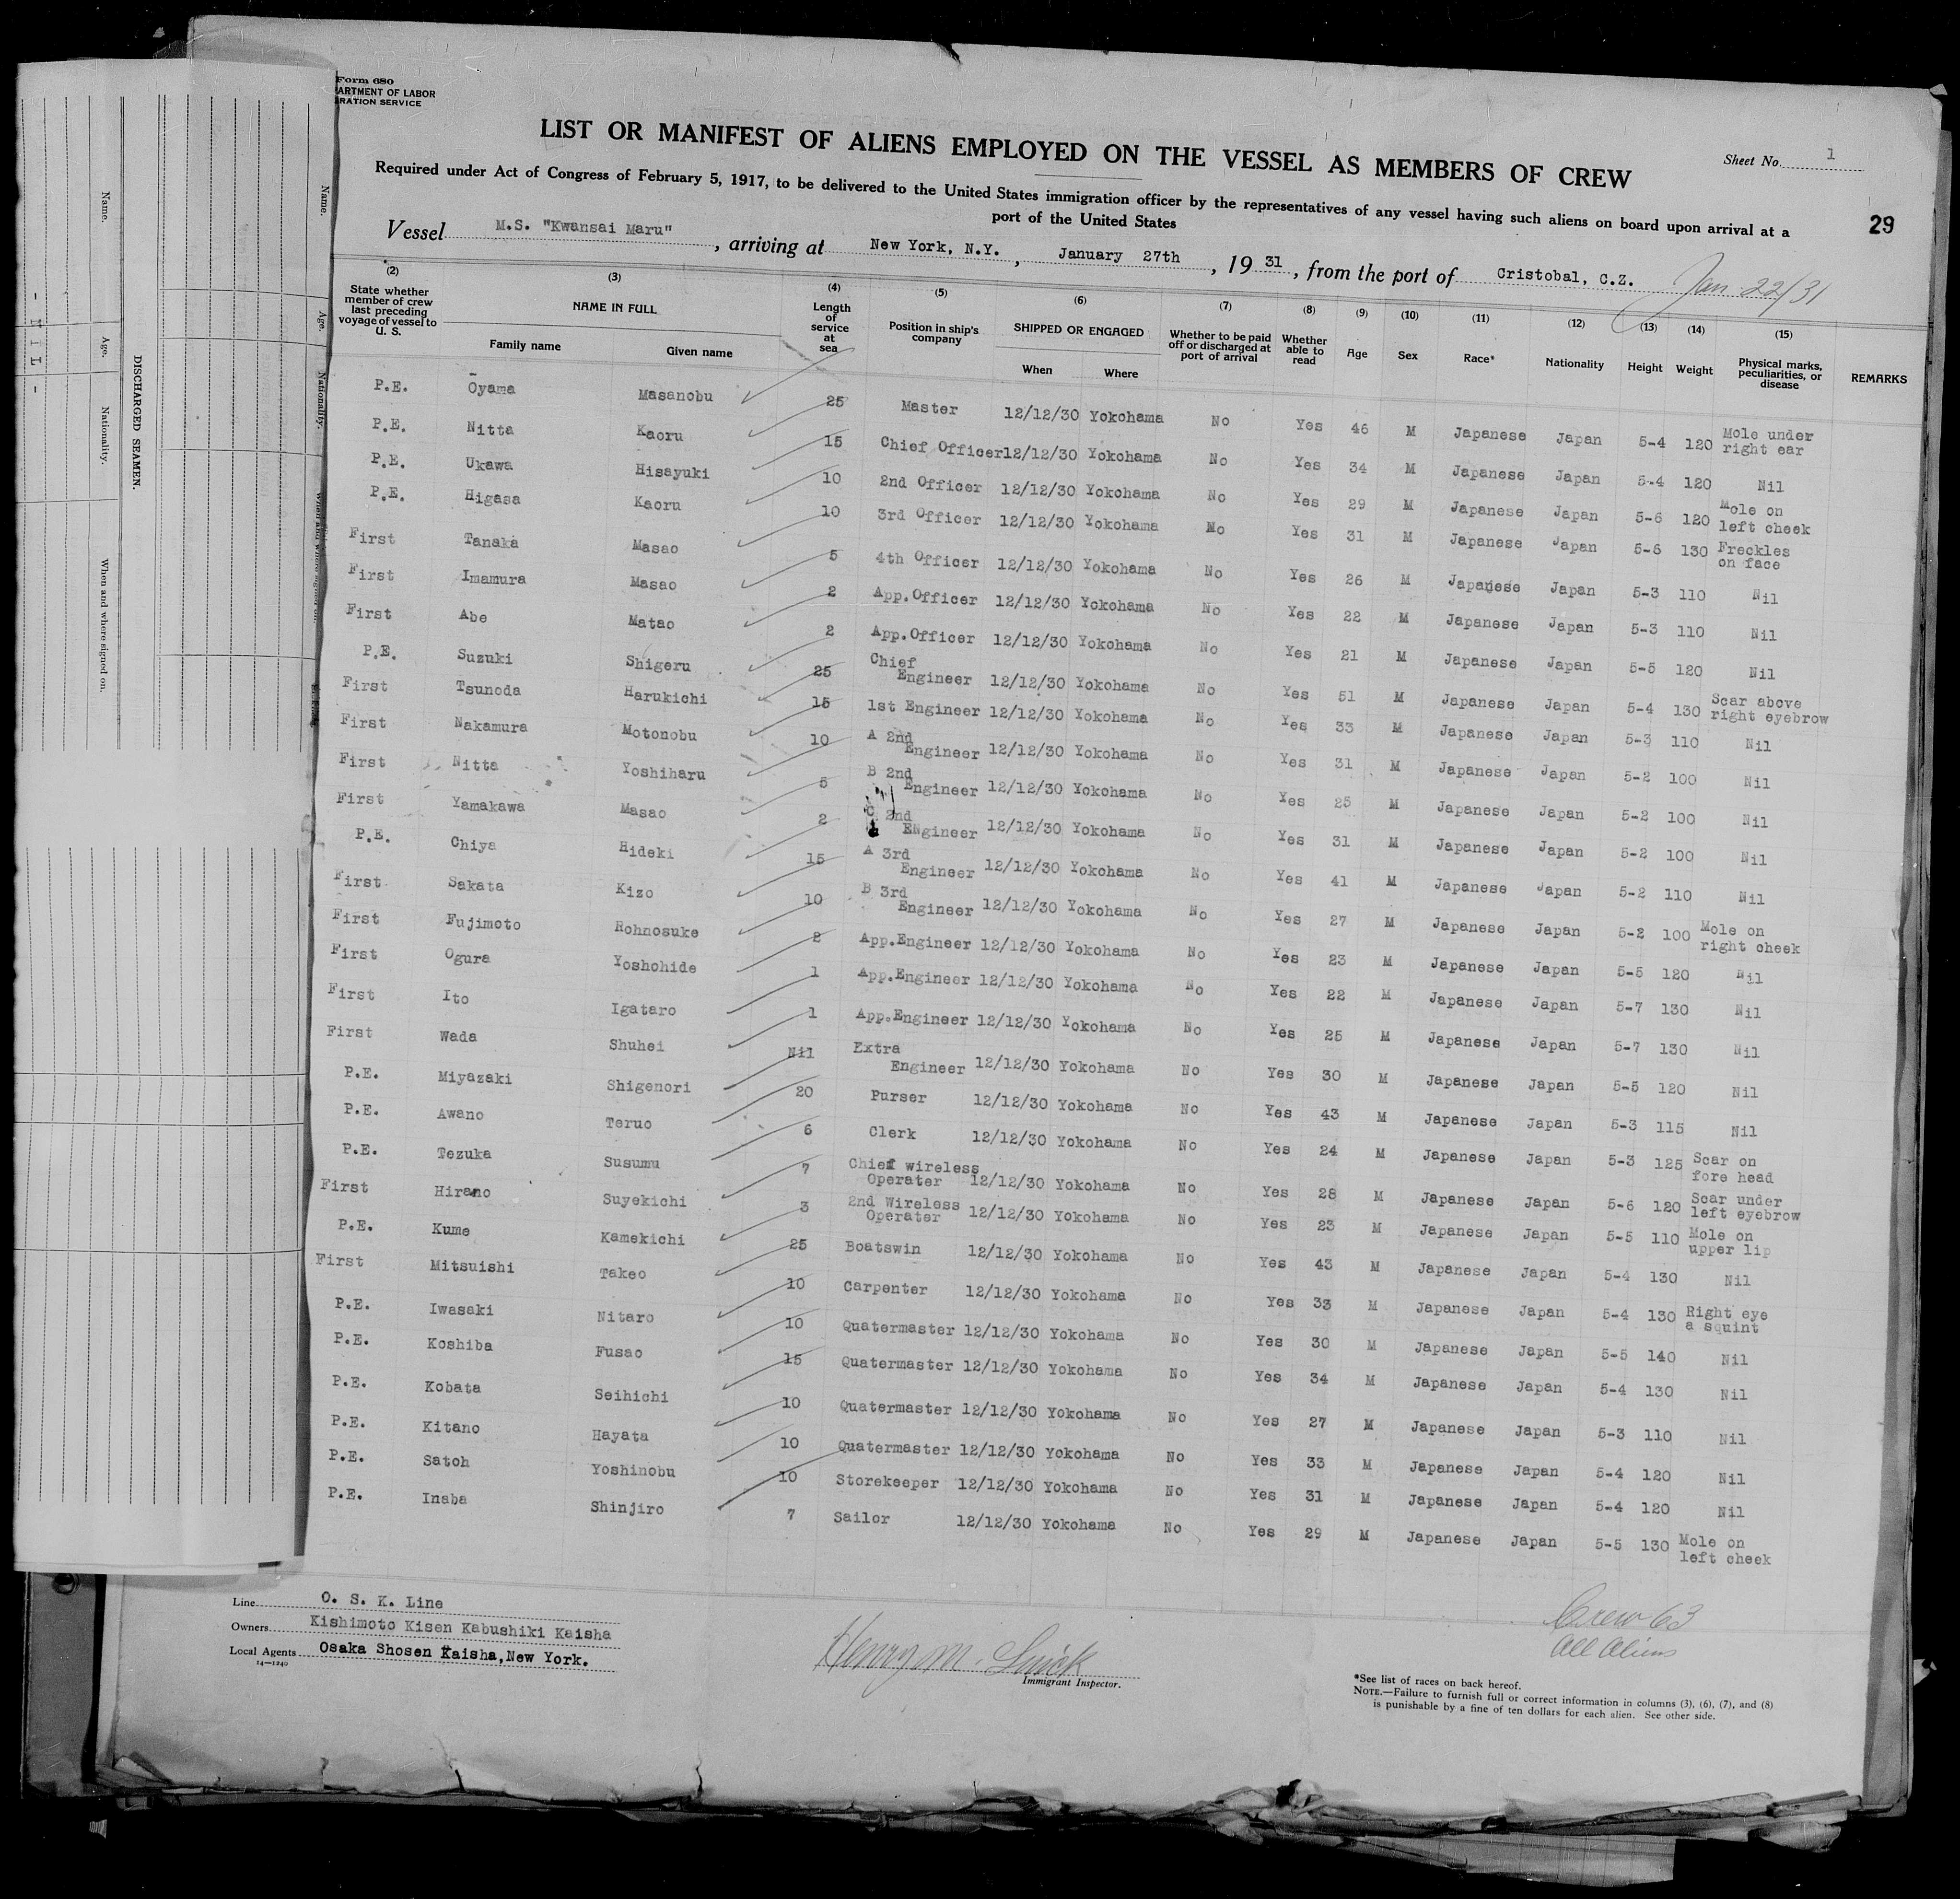 Form 680
ARTMENT OF LABOR
RATION SERVICE
LIST OR MANIFEST OF ALIENS EMPLOYED ON THE VESSEL AS MEMBERS OF CREW
Sheet No. 1
Required under Act of Congress of February 5, 1917, to be delivered to the United States immigration officer by the representatives of any vessel having such aliens on board upon arrival at a
port of the United States
29
Vessel M.S. "Kwansai Maru", arriving at New York, N.Y., January 27th, 1931, from the port of Cristobal, C.Z. Jan 22/31
(2) (3) (4) (5) (6) (7) (8) (9) (10) (11) (12) (13) (14) (15)
State whether member of crew last preceding voyage of vessel to U. S. NAME IN FULL Family name Given name Length of service at sea Position in ship's company SHIPPED OR ENGAGED When Where Whether to be paid off or discharged at port of arrival Whether able to read Age Sex Race* Nationality Height Weight Physical marks, peculiarities, or disease REMARKS
P.E. Ōyama Masanobu 25 Master 12/12/30 Yokohama No Yes 46 M Japanese Japan 5-4 120 Mole under right ear
P.E. Nitta Kaoru 15 Chief Officer 12/12/30 Yokohama No Yes 34 M Japanese Japan 5-4 120 Nil
P.E. Ukawa Hisayuki 10 2nd Officer 12/12/30 Yokohama No Yes 29 M Japanese Japan 5-6 120 Mole on left cheek
P.E. Higasa Kaoru 10 3rd Officer 12/12/30 Yokohama No Yes 31 M Japanese Japan 5-6 130 Freckles on face
First Tanaka Masao 5 4th Officer 12/12/30 Yokohama No Yes 26 M Japanese Japan 5-3 110 Nil
First Imamura Masao 2 App.Officer 12/12/30 Yokohama No Yes 22 M Japanese Japan 5-3 110 Nil
First Abe Matao 2 App.Officer 12/12/30 Yokohama No Yes 21 M Japanese Japan 5-5 120 Nil
P.E. Suzuki Shigeru 25 Chief Engineer 12/12/30 Yokohama No Yes 51 M Japanese Japan 5-4 130 Scar above right eyebrow
First Tsunoda Harukichi 15 1st Engineer 12/12/30 Yokohama No Yes 33 M Japanese Japan 5-3 110 Nil
First Nakamura Motonobu 10 A 2nd Engineer 12/12/30 Yokohama No Yes 31 M Japanese Japan 5-2 100 Nil
First Nitta Yoshiharu 5 B 2nd Engineer 12/12/30 Yokohama No Yes 25 M Japanese Japan 5-2 100 Nil
First Yamakawa Masao 2 C 2nd Engineer 12/12/30 Yokohama No Yes 31 M Japanese Japan 5-2 100 Nil
P.E. Chiya Hideki 15 A 3rd Engineer 12/12/30 Yokohama No Yes 41 M Japanese Japan 5-2 110 Nil
First Sakata Kizo 10 B 3rd Engineer 12/12/30 Yokohama No Yes 27 M Japanese Japan 5-2 100 Mole on right cheek
First Fujimoto Rohnosuke 2 App.Engineer 12/12/30 Yokohama No Yes 23 M Japanese Japan 5-5 120 Nil
First Ogura Yoshohide 1 App.Engineer 12/12/30 Yokohama No Yes 22 M Japanese Japan 5-7 130 Nil
First Ito Igataro 1 App.Engineer 12/12/30 Yokohama No Yes 25 M Japanese Japan 5-7 130 Nil
First Wada Shuhei Nil Extra Engineer 12/12/30 Yokohama No Yes 30 M Japanese Japan 5-5 120 Nil
P.E. Miyazaki Shigenori 20 Purser 12/12/30 Yokohama No Yes 43 M Japanese Japan 5-3 115 Nil
P.E. Awano Teruo 6 Clerk 12/12/30 Yokohama No Yes 24 M Japanese Japan 5-3 125 Scar on fore head
P.E. Tezuka Susumu 7 Chief wireless Operater 12/12/30 Yokohama No Yes 28 M Japanese Japan 5-6 120 Scar under left eyebrow
First Hirano Suyekichi 3 2nd Wireless Operater 12/12/30 Yokohama No Yes 23 M Japanese Japan 5-5 110 Mole on upper lip
P.E. Kume Kamekichi 25 Boatswin 12/12/30 Yokohama No Yes 43 M Japanese Japan 5-4 130 Nil
First Mitsuishi Takeo 10 Carpenter 12/12/30 Yokohama No Yes 33 M Japanese Japan 5-4 130 Right eye a squint
P.E. Iwasaki Nitaro 10 Quatermaster 12/12/30 Yokohama No Yes 30 M Japanese Japan 5-5 140 Nil
P.E. Koshiba Fusao 15 Quatermaster 12/12/30 Yokohama No Yes 34 M Japanese Japan 5-4 130 Nil
P.E. Kobata Seihichi 10 Quatermaster 12/12/30 Yokohama No Yes 27 M Japanese Japan 5-3 110 Nil
P.E. Kitano Hayata 10 Quatermaster 12/12/30 Yokohama No Yes 33 M Japanese Japan 5-4 120 Nil
P.E. Satoh Yoshinobu 10 Storekeeper 12/12/30 Yokohama No Yes 31 M Japanese Japan 5-4 120 Nil
P.E. Inaba Shinjiro 7 Sailor 12/12/30 Yokohama No Yes 29 M Japanese Japan 5-5 130 Mole on left cheek
Line O. S. K. Line
Owners Kishimoto Kisen Kabushiki Kaisha
Local Agents Osaka Shosen Kaisha,New York.
14—1240
Henry M.
Immigrant Inspector.
Crew 63
All Aliens
*See list of races on back hereof.
NOTE.—Failure to furnish full or correct information in columns (3), (6), (7), and (8)
is punishable by a fine of ten dollars for each alien. See other side.
DISCHARGED SEAMEN.
Name.
Age.
Nationality.
When and where signed on.
Name.
Age.
Nationality.
- N I L -